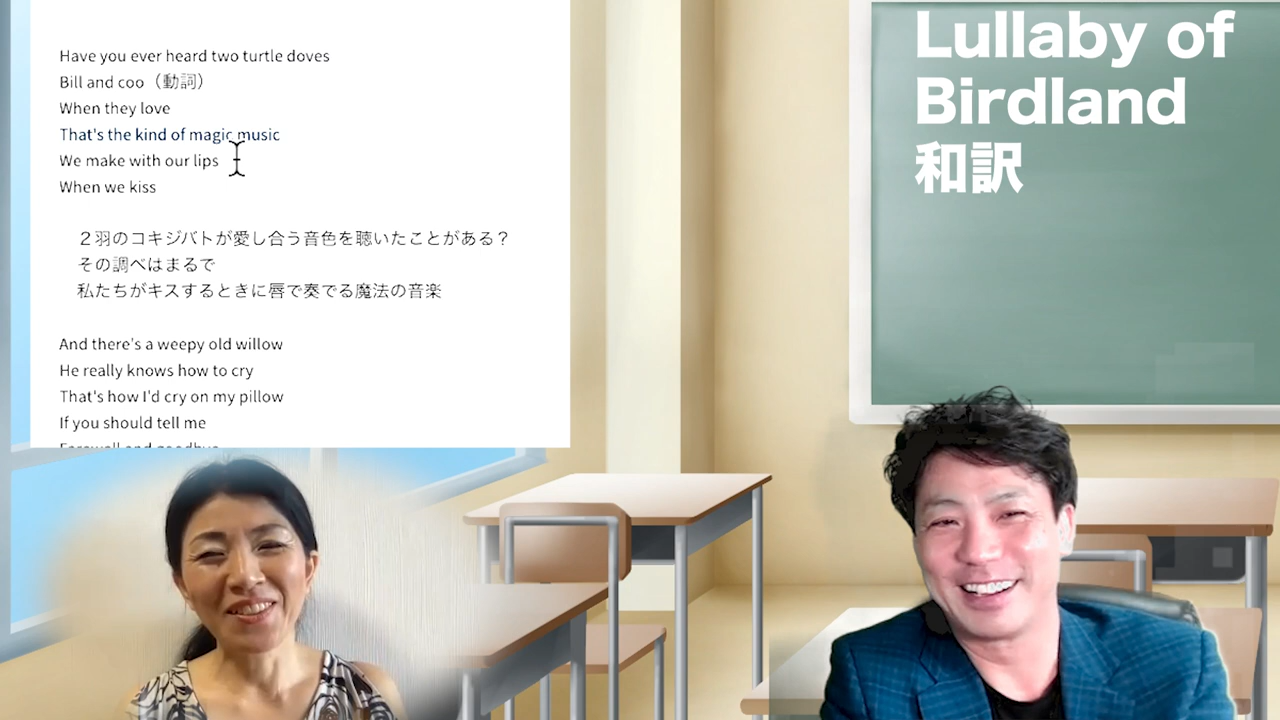 Have you ever heard two turtle doves
Bill and coo（動詞）
When they love
That's the kind of magic music
We make with our lips
When we kiss
２羽のコキジバトが愛し合う音色を聴いたことがある？
その調べはまるで
私たちがキスするときに唇で奏でる魔法の音楽
And there's a weepy old willow
He really knows how to cry
That's how I'd cry on my pillow
If you should tell me
Farewell and goodbye
Lullaby of
Birdland
和訳